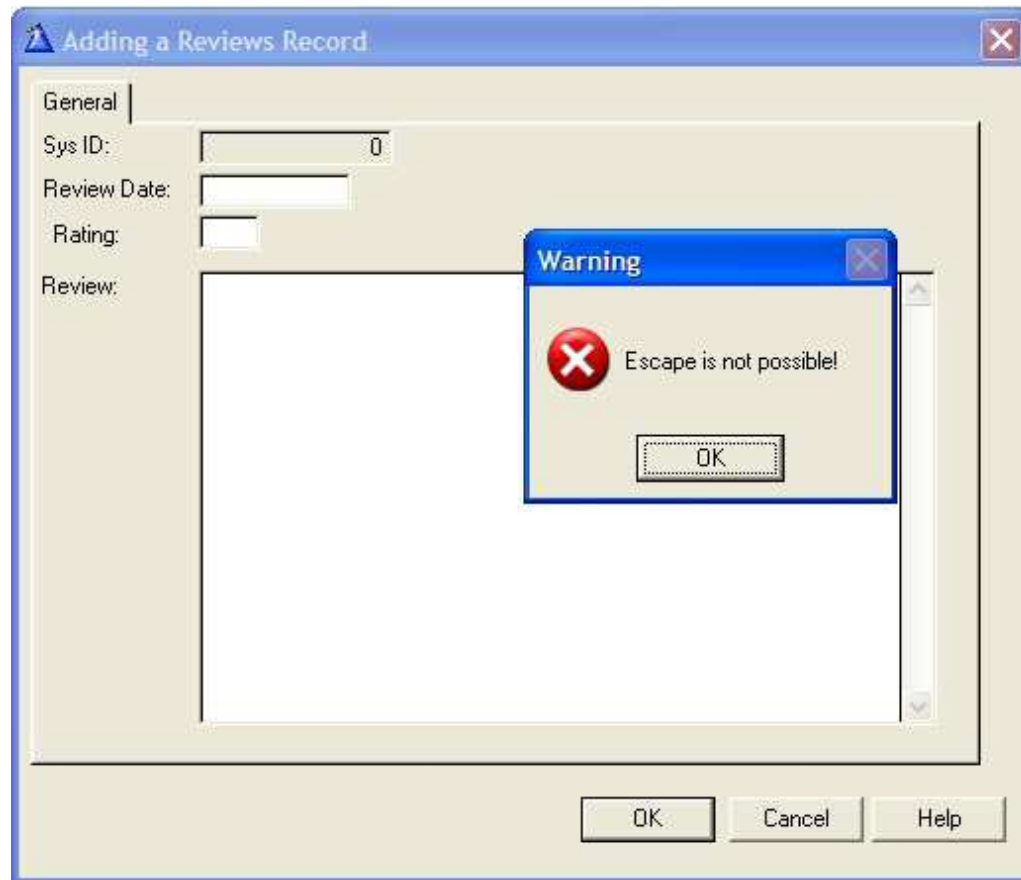 Adding a Reviews Record
General
Sys ID: 0
Review Date:
Rating:
Review:
Warning
Escape is not possible!
OK
OK Cancel Help